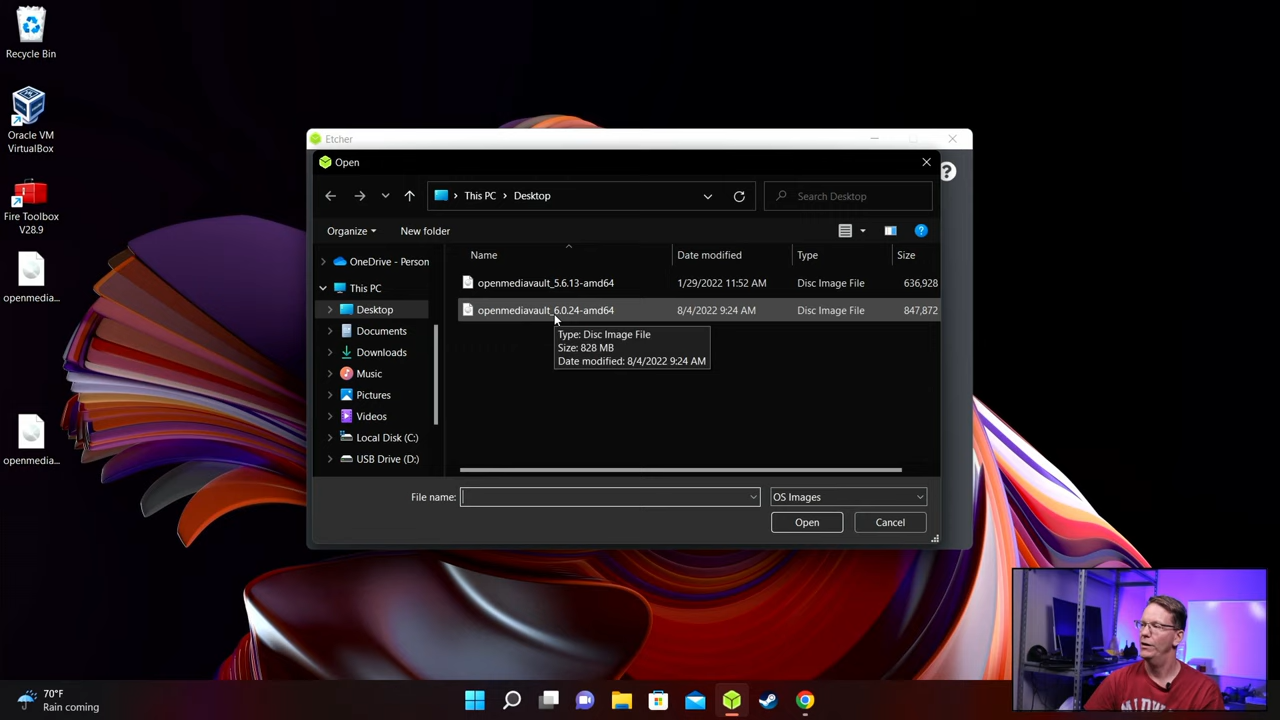 Recycle Bin
Oracle VM
VirtualBox
Fire Toolbox
V28.9
openmedia...
openmedia...
Etcher
Open
This PC
Desktop
Search Desktop
Organize
New folder
Name
Date modified
Type
Size
OneDrive - Person
This PC
Desktop
Documents
Downloads
Music
Pictures
Videos
Local Disk (C:)
USB Drive (D:)
openmediavault_5.6.13-amd64
1/29/2022 11:52 AM
Disc Image File
636,928
openmediavault_6.0.24-amd64
8/4/2022 9:24 AM
Disc Image File
847,872
Type: Disc Image File
Size: 828 MB
Date modified: 8/4/2022 9:24 AM
File name:
OS Images
Open
Cancel
70°F
Rain coming